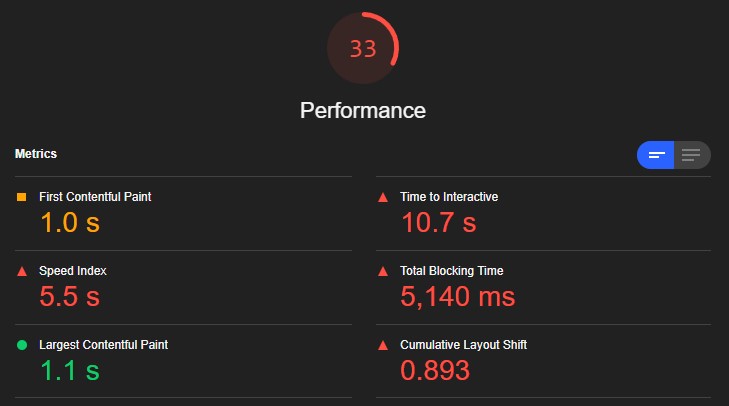 33
Performance
Metrics
First Contentful Paint
1.0 s
Time to Interactive
10.7 s
Speed Index
5.5 s
Total Blocking Time
5,140 ms
Largest Contentful Paint
1.1 s
Cumulative Layout Shift
0.893